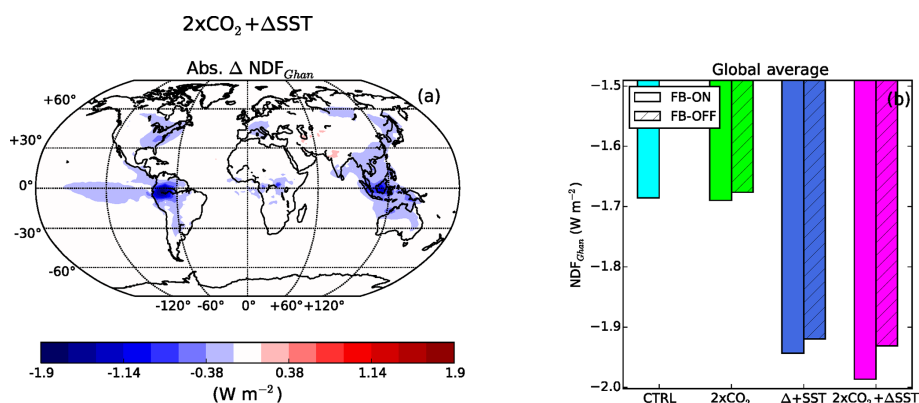 2xCO₂+ΔSST
Abs. Δ NDF_Ghan
(a)
+60°
+30°
0°
-30°
-60°
-120° -60° 0° +60° +120°
-1.9 -1.14 -0.38 0.38 1.14 1.9
(W m⁻²)
Global average
(b)
FB-ON
FB-OFF
NDF_Ghan (W m⁻²)
−1.5
−1.6
−1.7
−1.8
−1.9
−2.0
CTRL 2xCO₂ Δ+SST 2xCO₂+ΔSST